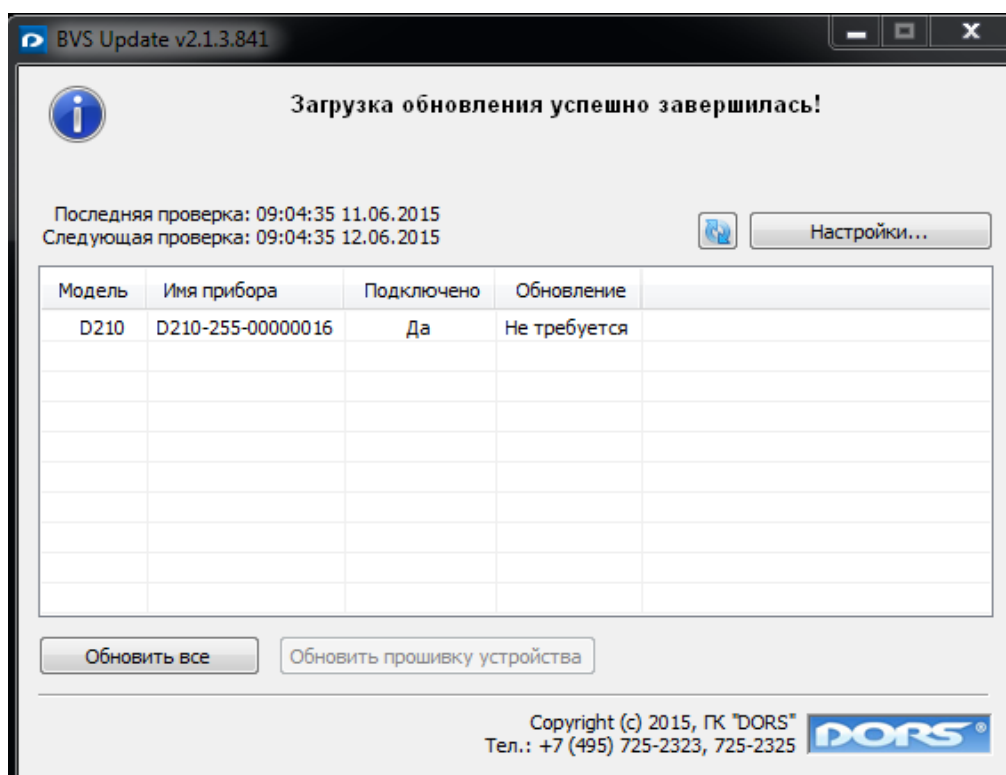 BVS Update v2.1.3.841
Загрузка обновления успешно завершилась!
Последняя проверка: 09:04:35 11.06.2015
Следующая проверка: 09:04:35 12.06.2015
Настройки...
Модель Имя прибора Подключено Обновление
D210 D210-255-00000016 Да Не требуется
Обновить все Обновить прошивку устройства
Copyright (c) 2015, ГК "DORS"
Тел.: +7 (495) 725-2323, 725-2325
DORS®